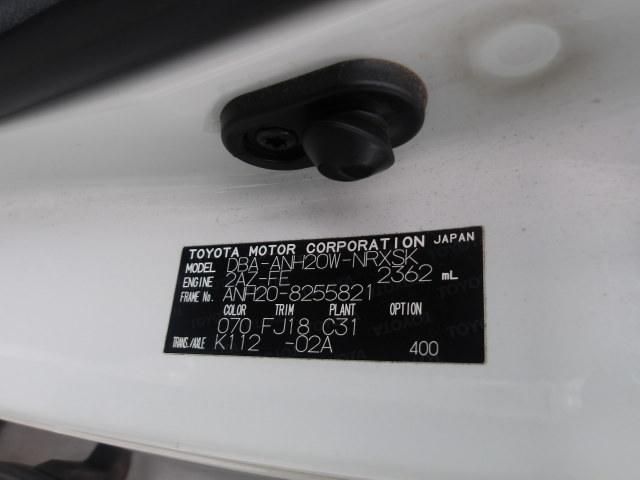 TOYOTA MOTOR CORPORATION JAPAN
MODEL DBA-ANH20W-NRXSK
ENGINE 2AZ-FE 2362 mL
FRAME No. ANH20-8255821
COLOR TRIM PLANT OPTION
070 FJ18 C31
TRANS./AXLE K112 -02A 400